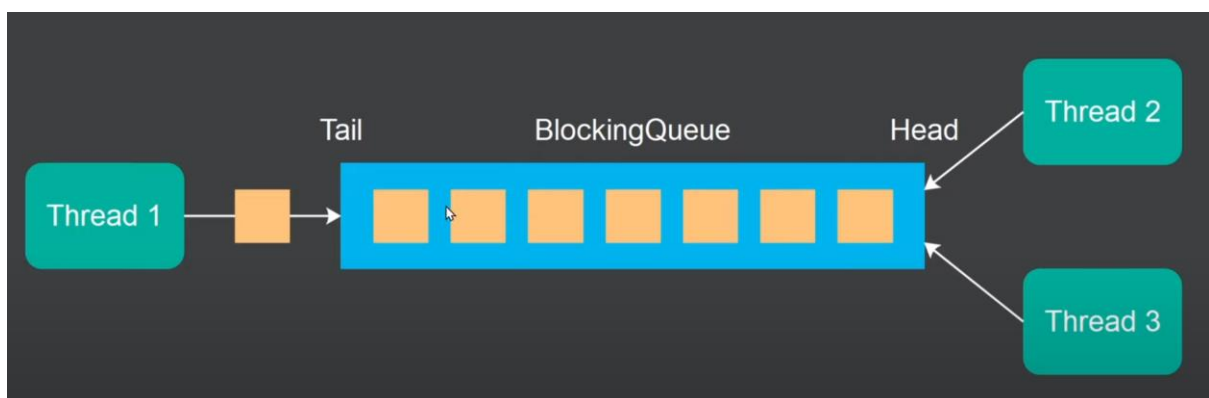 Tail
BlockingQueue
Head
Thread 1
Thread 2
Thread 3